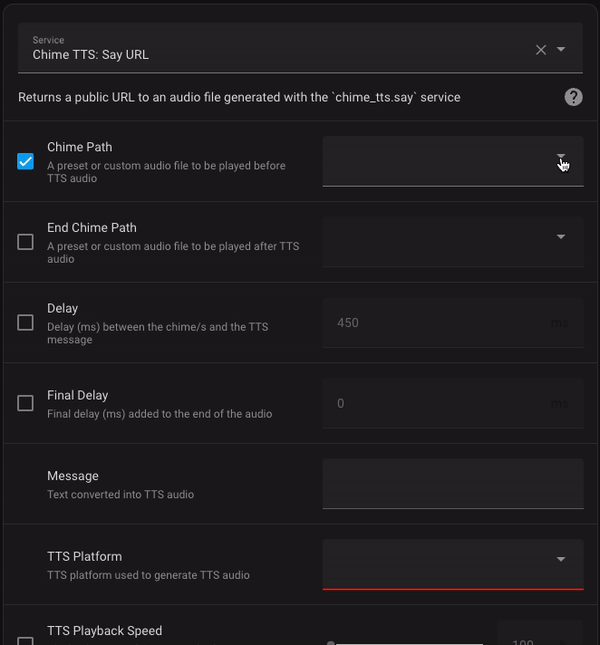 Service
Chime TTS: Say URL
Returns a public URL to an audio file generated with the `chime_tts.say` service
Chime Path
A preset or custom audio file to be played before
TTS audio
End Chime Path
A preset or custom audio file to be played after TTS
audio
Delay
Delay (ms) between the chime/s and the TTS
message
450 ms
Final Delay
Final delay (ms) added to the end of the audio
0 ms
Message
Text converted into TTS audio
TTS Platform
TTS platform used to generate TTS audio
TTS Playback Speed
100